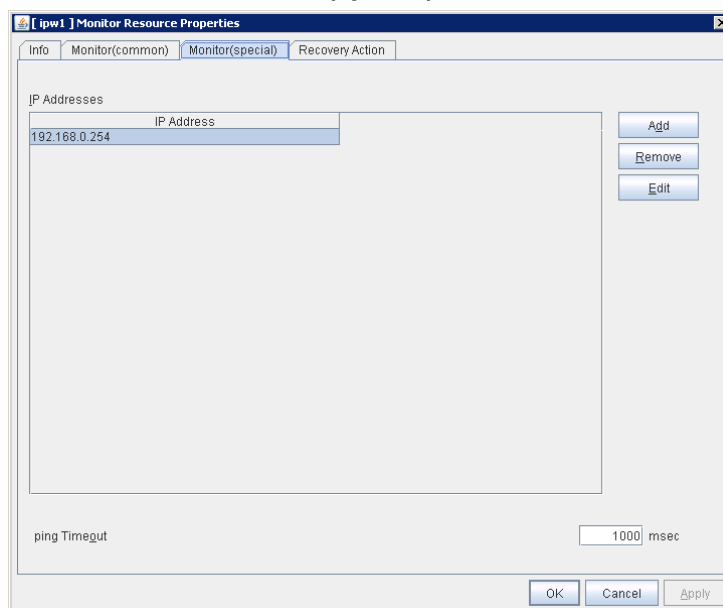 [ ipw1 ] Monitor Resource Properties
Info Monitor(common) Monitor(special) Recovery Action
IP Addresses
IP Address
192.168.0.254
Add
Remove
Edit
ping Timeout 1000 msec
OK Cancel Apply